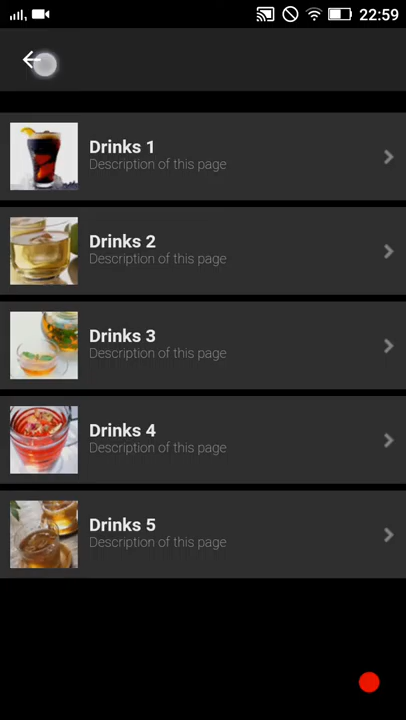 22:59
Drinks 1
Description of this page
Drinks 2
Description of this page
Drinks 3
Description of this page
Drinks 4
Description of this page
Drinks 5
Description of this page